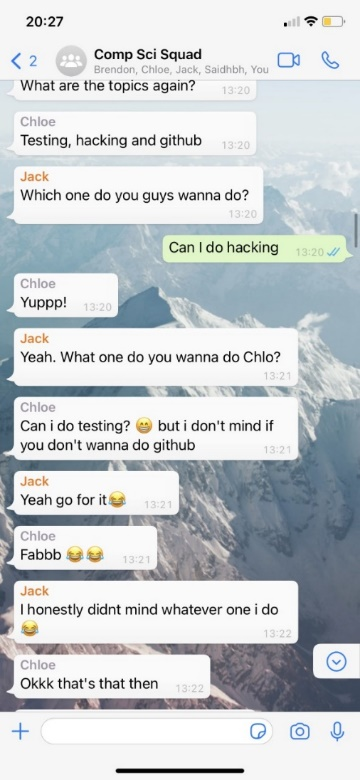 20:27
2
Comp Sci Squad
Brendon, Chloe, Jack, Saidhbh, You
What are the topics again?
13:20
Chloe
Testing, hacking and github
13:20
Jack
Which one do you guys wanna do?
13:20
Can I do hacking
13:20
Chloe
Yuppp!
13:20
Jack
Yeah. What one do you wanna do Chlo?
13:21
Chloe
Can i do testing? 😁 but i don't mind if
you don't wanna do github
13:21
Jack
Yeah go for it😂
13:21
Chloe
Fabbb 😂😂
13:21
Jack
I honestly didnt mind whatever one i do
😂
13:22
Chloe
Okkk that's that then
13:22